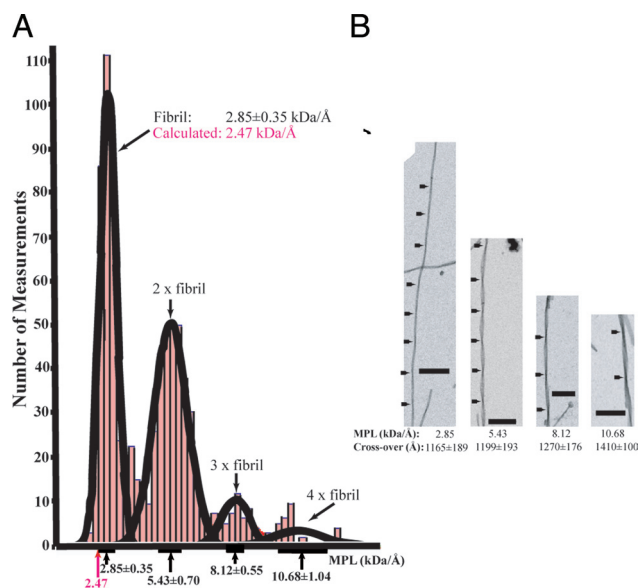 A
B
110
100
90
80
70
60
50
40
30
20
10
0
Number of Measurements
Fibril: 2.85±0.35 kDa/Å
Calculated: 2.47 kDa/Å
2 x fibril
3 x fibril
4 x fibril
MPL (kDa/Å)
2.47
2.85±0.35
5.43±0.70
8.12±0.55
10.68±1.04
MPL (kDa/Å): 2.85 5.43 8.12 10.68
Cross-over (Å): 1165±189 1199±193 1270±176 1410±100